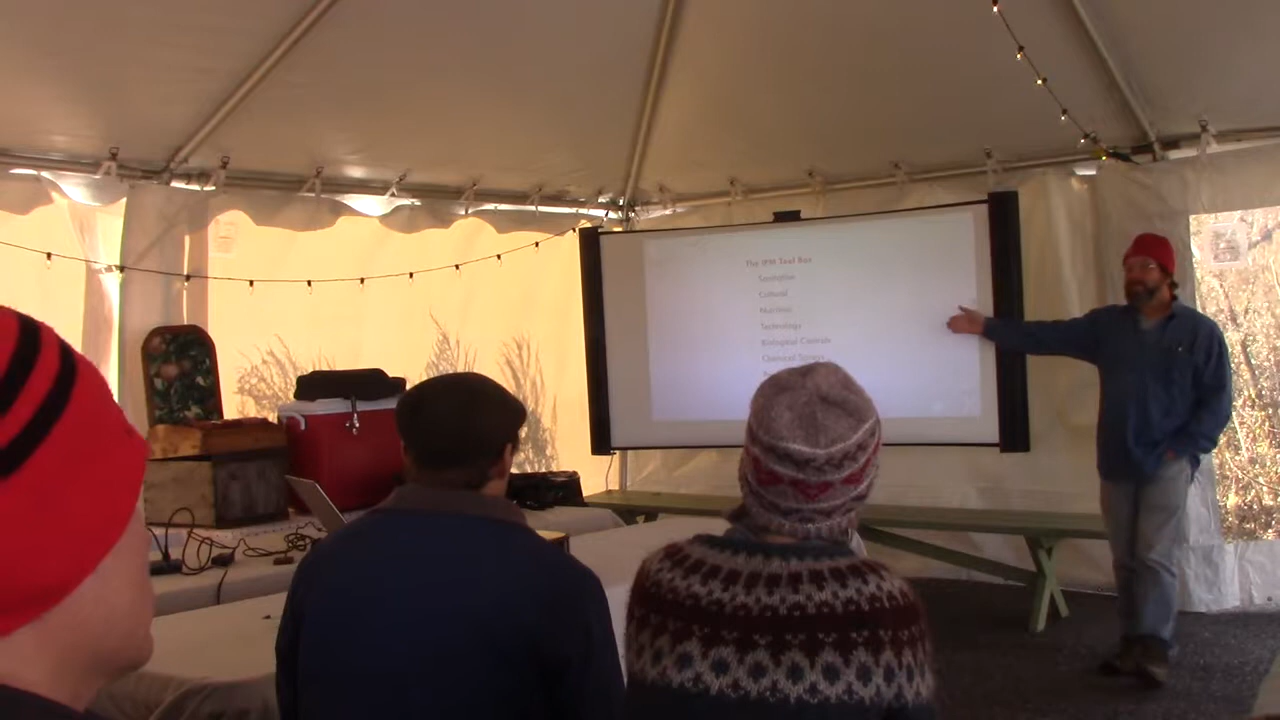 The IPM Tool Box
Sanitation
Cultural
Nutrition
Technology
Biological Controls
Chemical Sprays